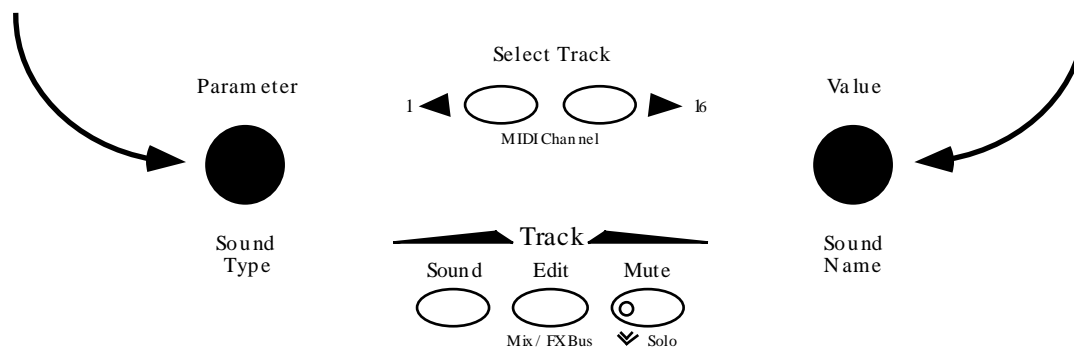 Select Track
Parameter
Value
1
16
MIDI Channel
Track
Sound
Type
Sound
Name
Sound Edit Mute
Mix/ FX Bus
Solo